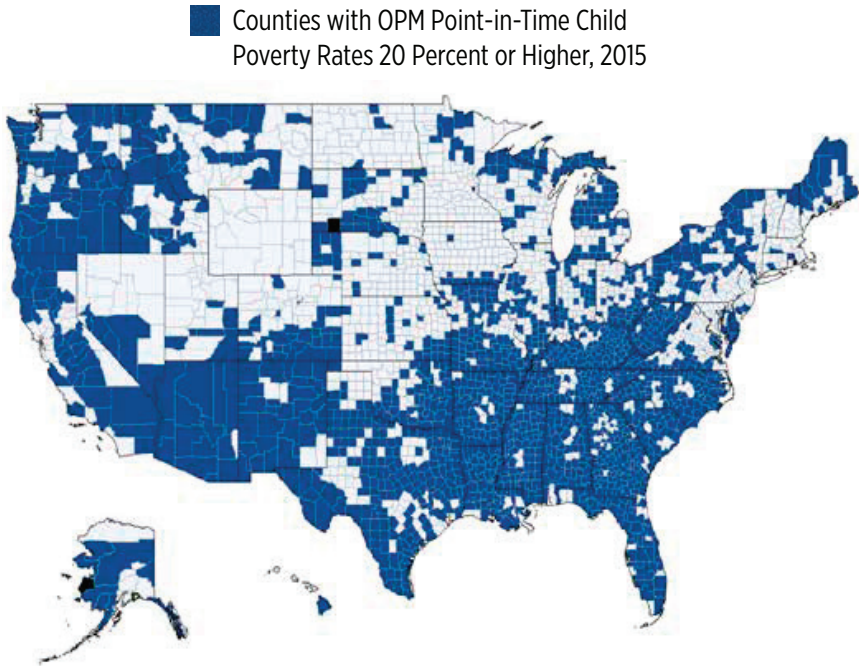 Counties with OPM Point-in-Time Child
Poverty Rates 20 Percent or Higher, 2015